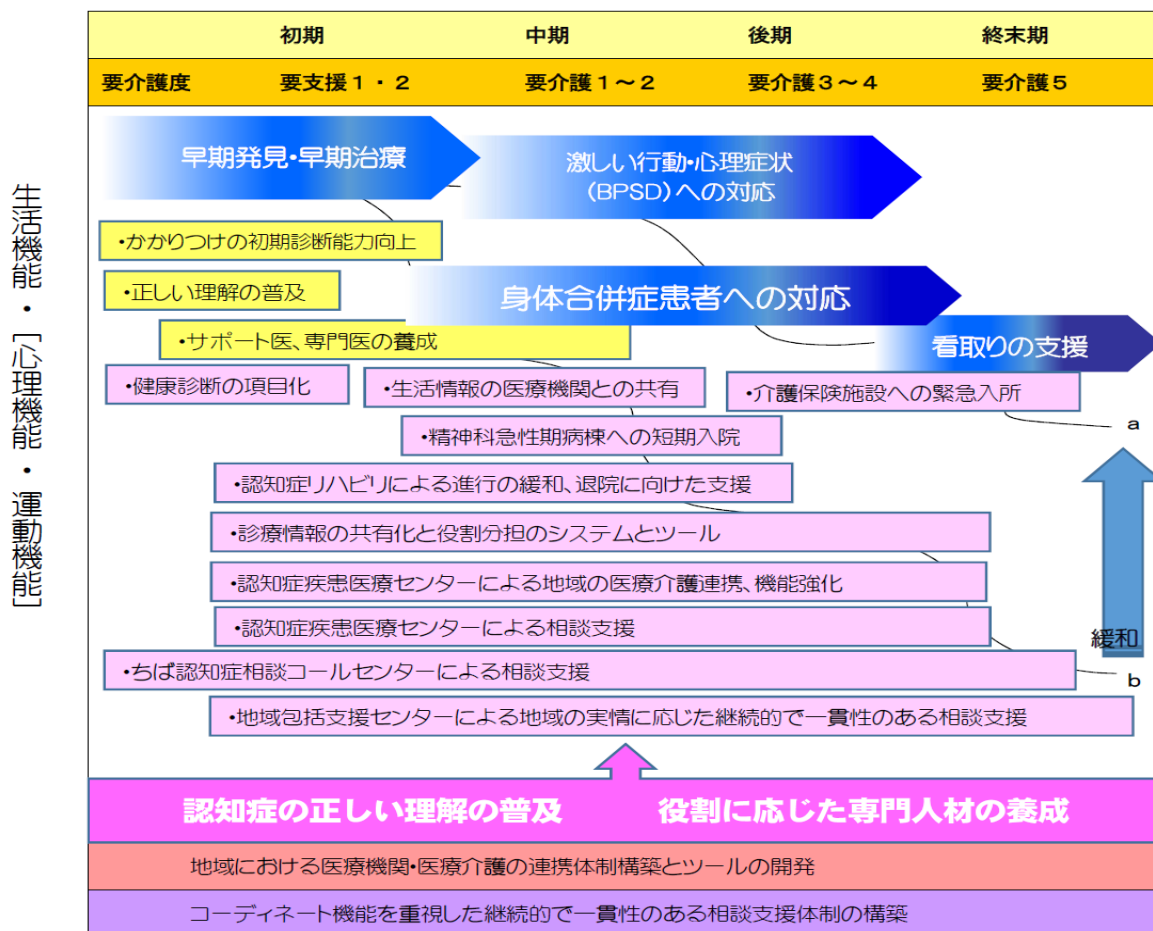 初期 中期 後期 終末期
要介護度 要支援1・2 要介護1~2 要介護3~4 要介護5
生活機能・[心理機能・運動機能]
早期発見・早期治療
激しい行動・心理症状
(BPSD)への対応
・かかりつけの初期診断能力向上
・正しい理解の普及
身体合併症患者への対応
・サポート医、専門医の養成
看取りの支援
・健康診断の項目化
・生活情報の医療機関との共有
・介護保険施設への緊急入所
a
・精神科急性期病棟への短期入院
・認知症リハビリによる進行の緩和、退院に向けた支援
・診療情報の共有化と役割分担のシステムとツール
・認知症疾患医療センターによる地域の医療介護連携、機能強化
・認知症疾患医療センターによる相談支援
緩和
・ちば認知症相談コールセンターによる相談支援
b
・地域包括支援センターによる地域の実情に応じた継続的で一貫性のある相談支援
認知症の正しい理解の普及 役割に応じた専門人材の養成
地域における医療機関・医療介護の連携体制構築とツールの開発
コーディネート機能を重視した継続的で一貫性のある相談支援体制の構築